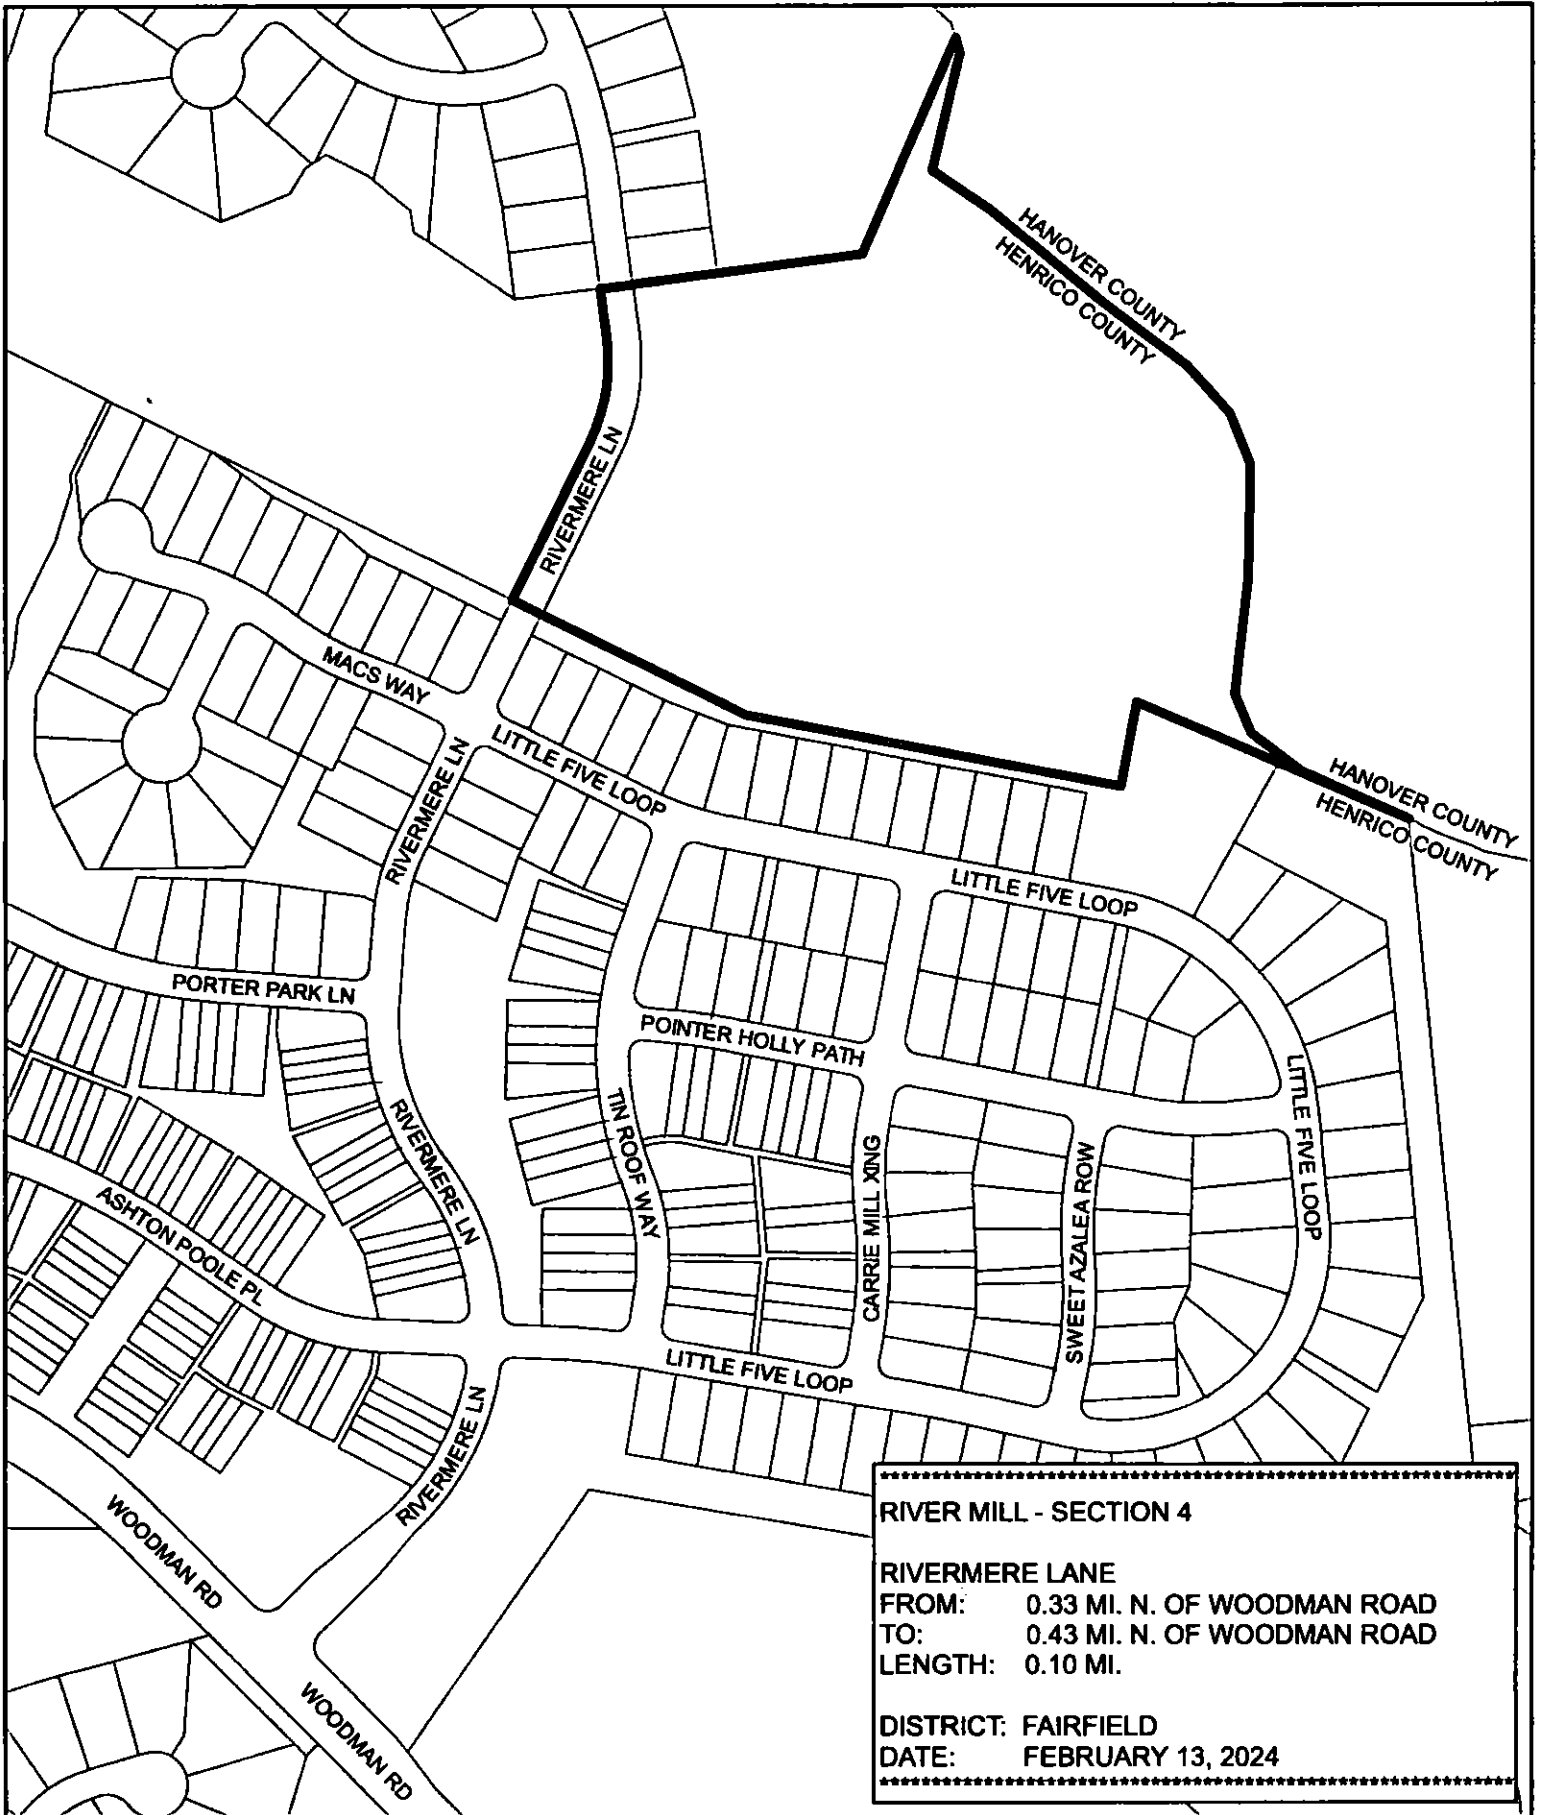 HANOVER COUNTY
HENRICO COUNTY
RIVERMERE LN
MACS WAY
LITTLE FIVE LOOP
RIVERMERE LN
HANOVER COUNTY
HENRICO COUNTY
LITTLE FIVE LOOP
PORTER PARK LN
POINTER HOLLY PATH
LITTLE FIVE LOOP
RIVERMERE LN
TIN ROOF WAY
CARRIE MILL XING
SWEET AZALEA ROW
ASHTON POOLE PL
LITTLE FIVE LOOP
RIVERMERE LN
WOODMAN RD
WOODMAN RD
RIVER MILL - SECTION 4
RIVERMERE LANE
FROM: 0.33 MI. N. OF WOODMAN ROAD
TO: 0.43 MI. N. OF WOODMAN ROAD
LENGTH: 0.10 MI.
DISTRICT: FAIRFIELD
DATE: FEBRUARY 13, 2024